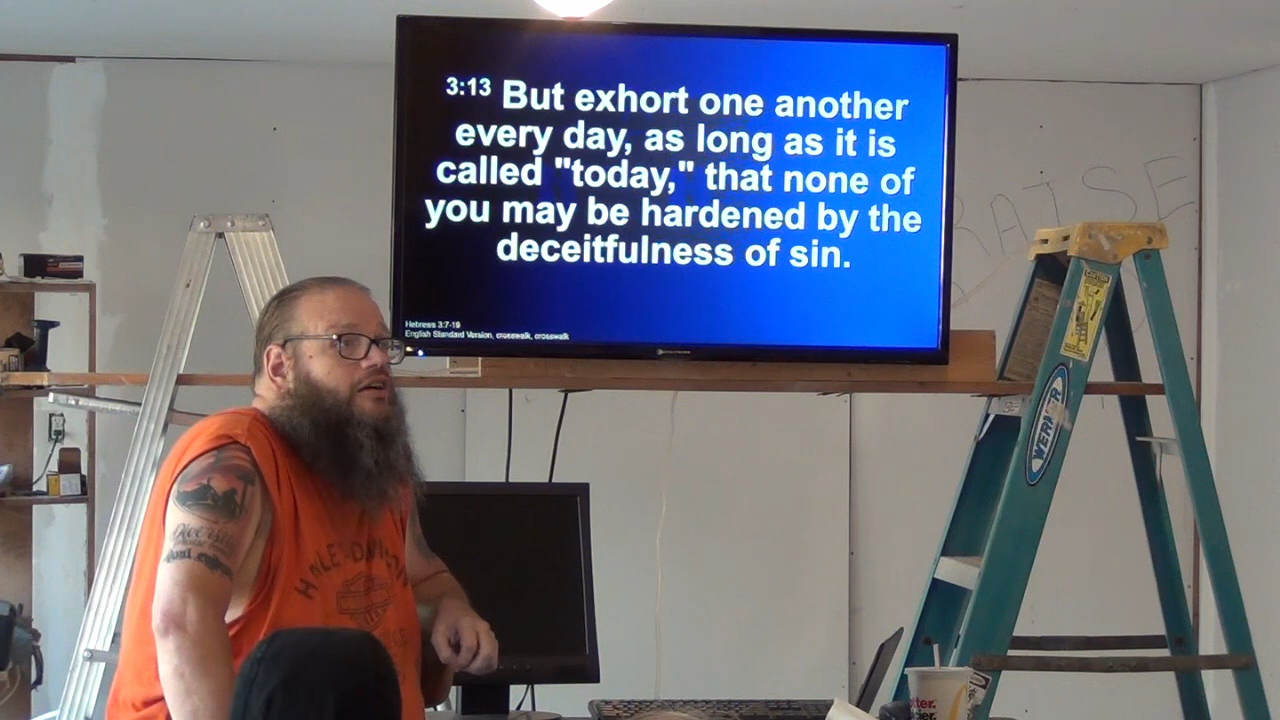 3:13 But exhort one another
every day, as long as it is
called "today," that none of
you may be hardened by the
deceitfulness of sin.
Hebrews 3:7-19
English Standard Version, crosswalk, crosswalk
RAISE
WERNER
HARLEY-DAVIDSON